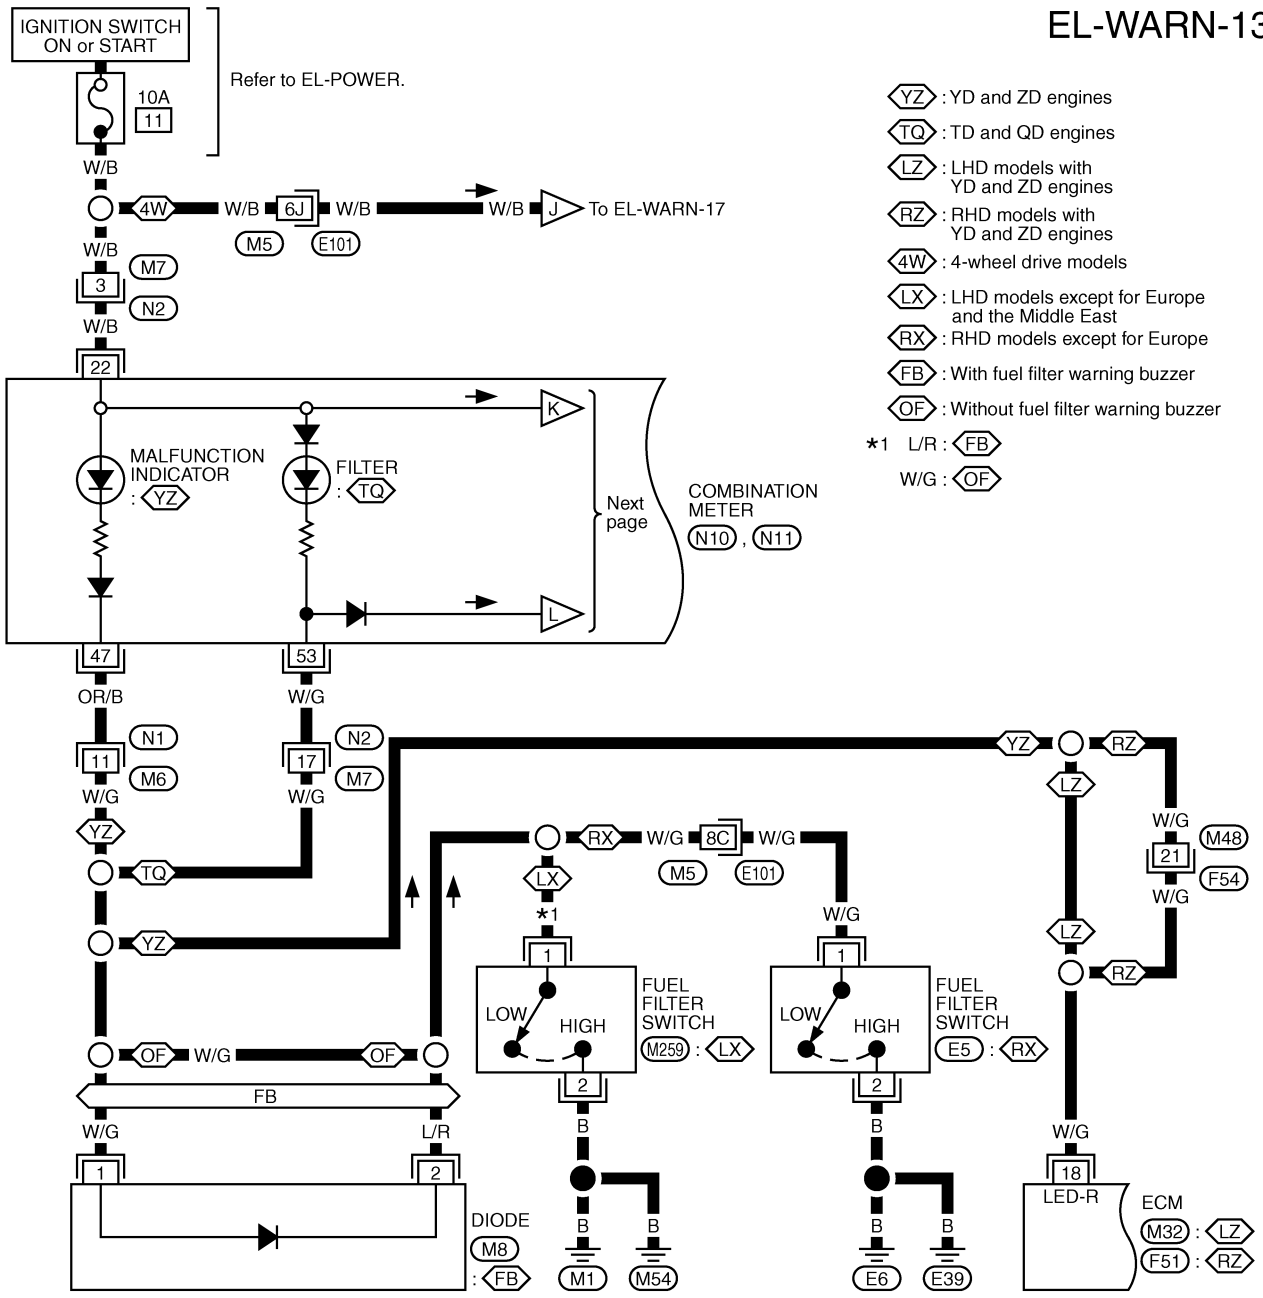 EL-WARN-13
IGNITION SWITCH
ON or START
Refer to EL-POWER.
10A
11
W/B
4W
W/B
6J
W/B
W/B
J
To EL-WARN-17
M5
E101
W/B
M7
3
N2
W/B
22
YZ : YD and ZD engines
TQ : TD and QD engines
LZ : LHD models with
YD and ZD engines
RZ : RHD models with
YD and ZD engines
4W : 4-wheel drive models
LX : LHD models except for Europe
and the Middle East
RX : RHD models except for Europe
FB : With fuel filter warning buzzer
OF : Without fuel filter warning buzzer
*1 L/R : FB
W/G : OF
K
MALFUNCTION
INDICATOR
: YZ
FILTER
: TQ
Next
page
L
COMBINATION
METER
N10 , N11
47
53
OR/B
W/G
N1
N2
11
17
M6
M7
W/G
W/G
YZ
TQ
YZ
YZ
RZ
LZ
W/G
M48
21
F54
W/G
LZ
RZ
RX
W/G
8C
W/G
M5
E101
LX
*1
W/G
1
1
LOW
HIGH
FUEL
FILTER
SWITCH
M259 : LX
LOW
HIGH
FUEL
FILTER
SWITCH
E5 : RX
2
2
OF
W/G
OF
FB
W/G
L/R
B
B
W/G
1
2
18
LED-R
DIODE
M8
: FB
B
B
B
B
M1
M54
E6
E39
ECM
M32 : LZ
F51 : RZ